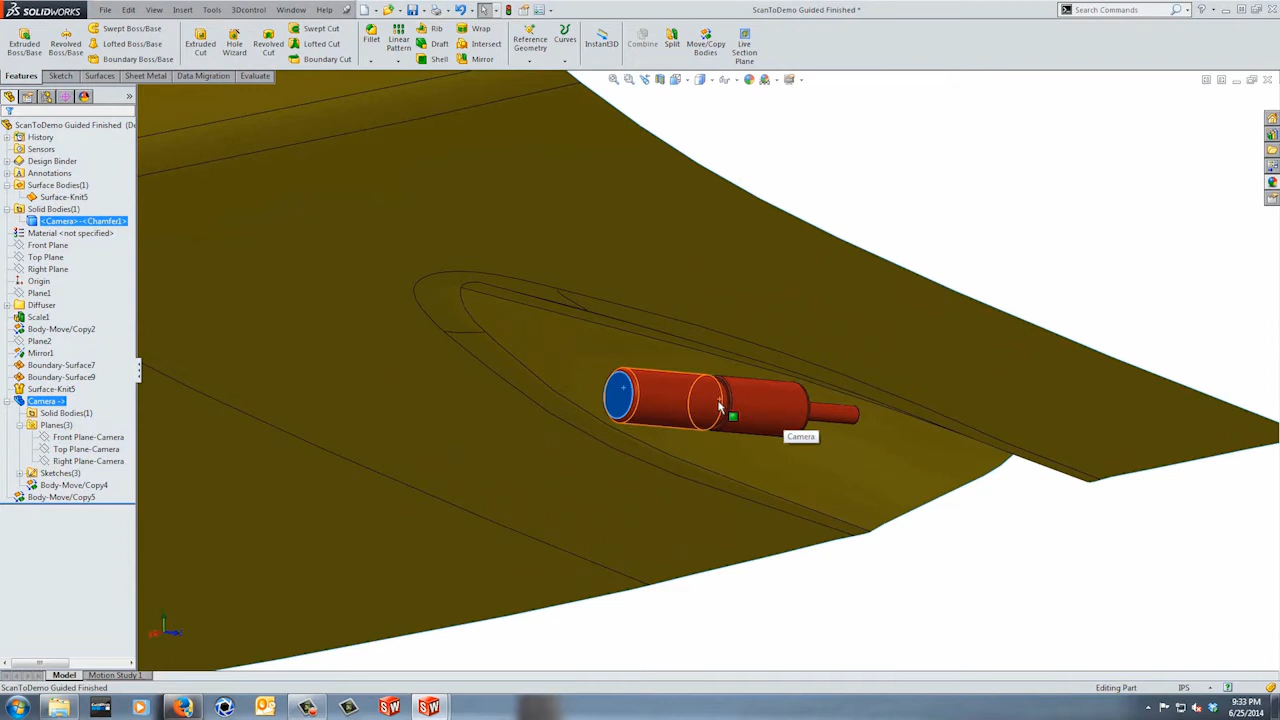 SOLIDWORKS File Edit View Insert Tools 3Dcontrol Window Help ScanToDemo Guided Finished * Search Commands
Extruded Boss/Base Revolved Boss/Base Swept Boss/Base Lofted Boss/Base Boundary Boss/Base Extruded Cut Hole Wizard Revolved Cut Swept Cut Lofted Cut Boundary Cut Fillet Linear Pattern Rib Draft Shell Wrap Intersect Mirror Reference Geometry Curves Instant3D Combine Split Move/Copy Bodies Live Section Plane
Features Sketch Surfaces Sheet Metal Data Migration Evaluate
ScanToDemo Guided Finished (De
History
Sensors
Design Binder
Annotations
Surface Bodies(1)
Surface-Knit5
Solid Bodies(1)
<Camera>-<Chamfer1>
Material <not specified>
Front Plane
Top Plane
Right Plane
Origin
Plane1
Diffuser
Scale1
Body-Move/Copy2
Plane2
Mirror1
Boundary-Surface7
Boundary-Surface9
Surface-Knit5
Camera ->
Solid Bodies(1)
Planes(3)
Front Plane-Camera
Top Plane-Camera
Right Plane-Camera
Sketches(3)
Body-Move/Copy4
Body-Move/Copy5
Camera
Model Motion Study 1
ScanToDemo Guided Finished Editing Part IPS
9:33 PM
6/25/2014